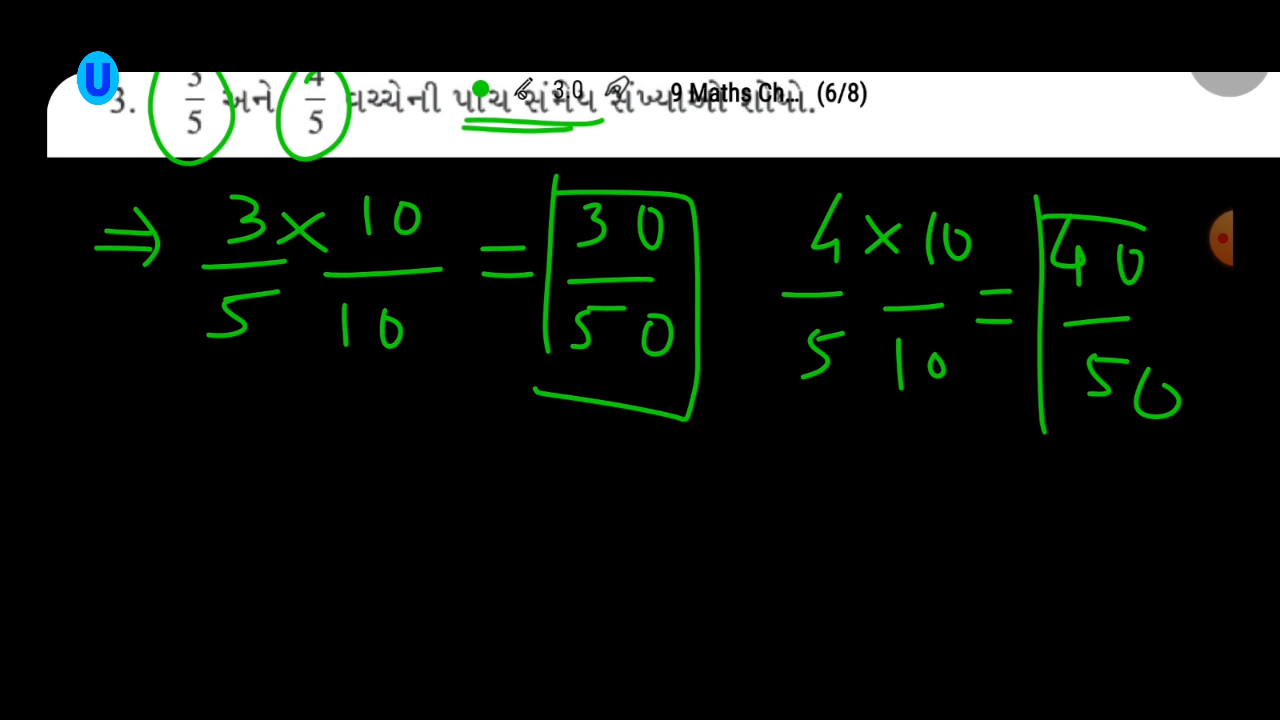 U
3. 3/5 અને 4/5 વચ્ચેની પાંચ સંમેય સંખ્યાઓ શોધો.
30 9 Maths Ch... (6/8)
⇒ 3/5 × 10/10 = 30/50 4/5 × 10/10 = 40/50